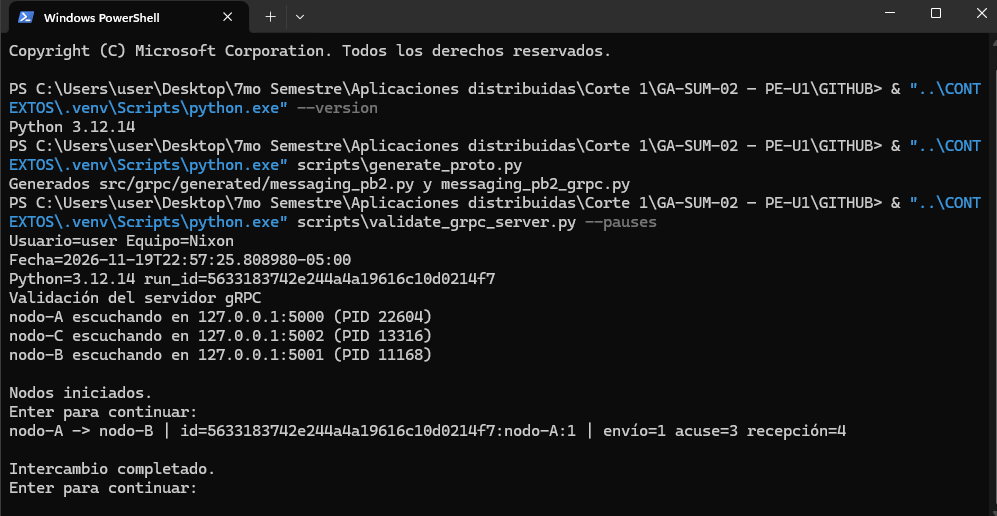 Windows PowerShell
Copyright (C) Microsoft Corporation. Todos los derechos reservados.
PS C:\Users\user\Desktop\7mo Semestre\Aplicaciones distribuidas\Corte 1\GA-SUM-02 — PE-U1\GITHUB> & "..\CONT
EXTOS\.venv\Scripts\python.exe" --version
Python 3.12.14
PS C:\Users\user\Desktop\7mo Semestre\Aplicaciones distribuidas\Corte 1\GA-SUM-02 — PE-U1\GITHUB> & "..\CONT
EXTOS\.venv\Scripts\python.exe" scripts\generate_proto.py
Generados src/grpc/generated/messaging_pb2.py y messaging_pb2_grpc.py
PS C:\Users\user\Desktop\7mo Semestre\Aplicaciones distribuidas\Corte 1\GA-SUM-02 — PE-U1\GITHUB> & "..\CONT
EXTOS\.venv\Scripts\python.exe" scripts\validate_grpc_server.py --pauses
Usuario=user Equipo=Nixon
Fecha=2026-11-19T22:57:25.808980-05:00
Python=3.12.14 run_id=5633183742e244a4a19616c10d0214f7
Validación del servidor gRPC
nodo-A escuchando en 127.0.0.1:5000 (PID 22604)
nodo-C escuchando en 127.0.0.1:5002 (PID 13316)
nodo-B escuchando en 127.0.0.1:5001 (PID 11168)
Nodos iniciados.
Enter para continuar:
nodo-A -> nodo-B | id=5633183742e244a4a19616c10d0214f7:nodo-A:1 | envío=1 acuse=3 recepción=4
Intercambio completado.
Enter para continuar: